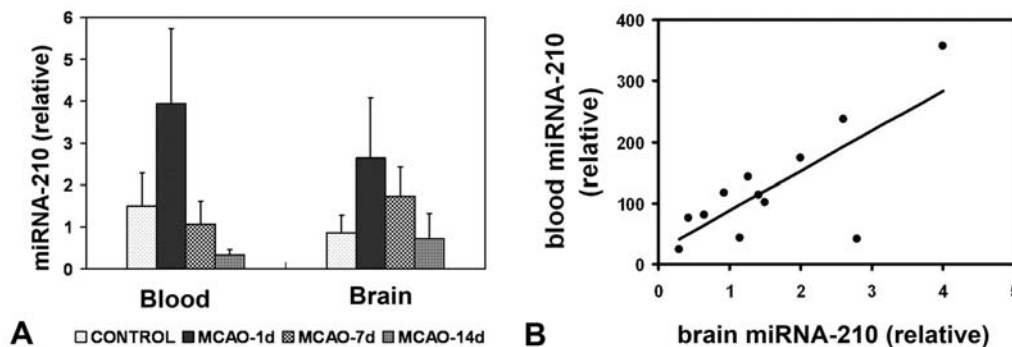 miRNA-210 (relative)
6
5
4
3
2
1
0
Blood Brain
A
CONTROL MCAO-1d MCAO-7d MCAO-14d
blood miRNA-210
(relative)
400
300
200
100
0
0 1 2 3 4 5
B
brain miRNA-210 (relative)